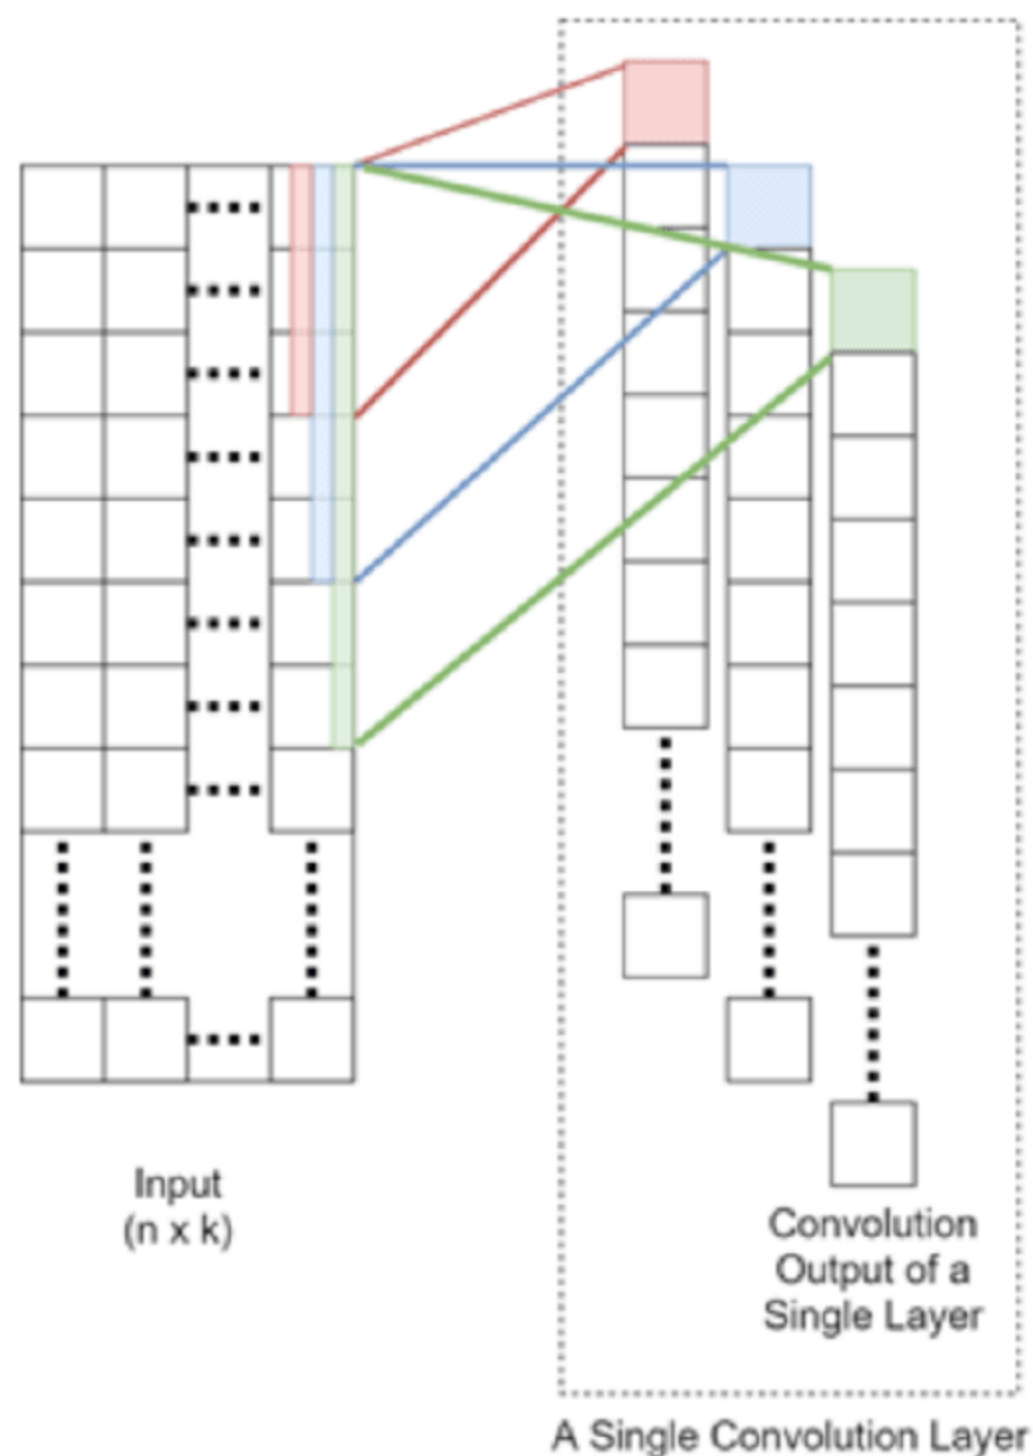 Input
(n x k)
Convolution
Output of a
Single Layer
A Single Convolution Layer